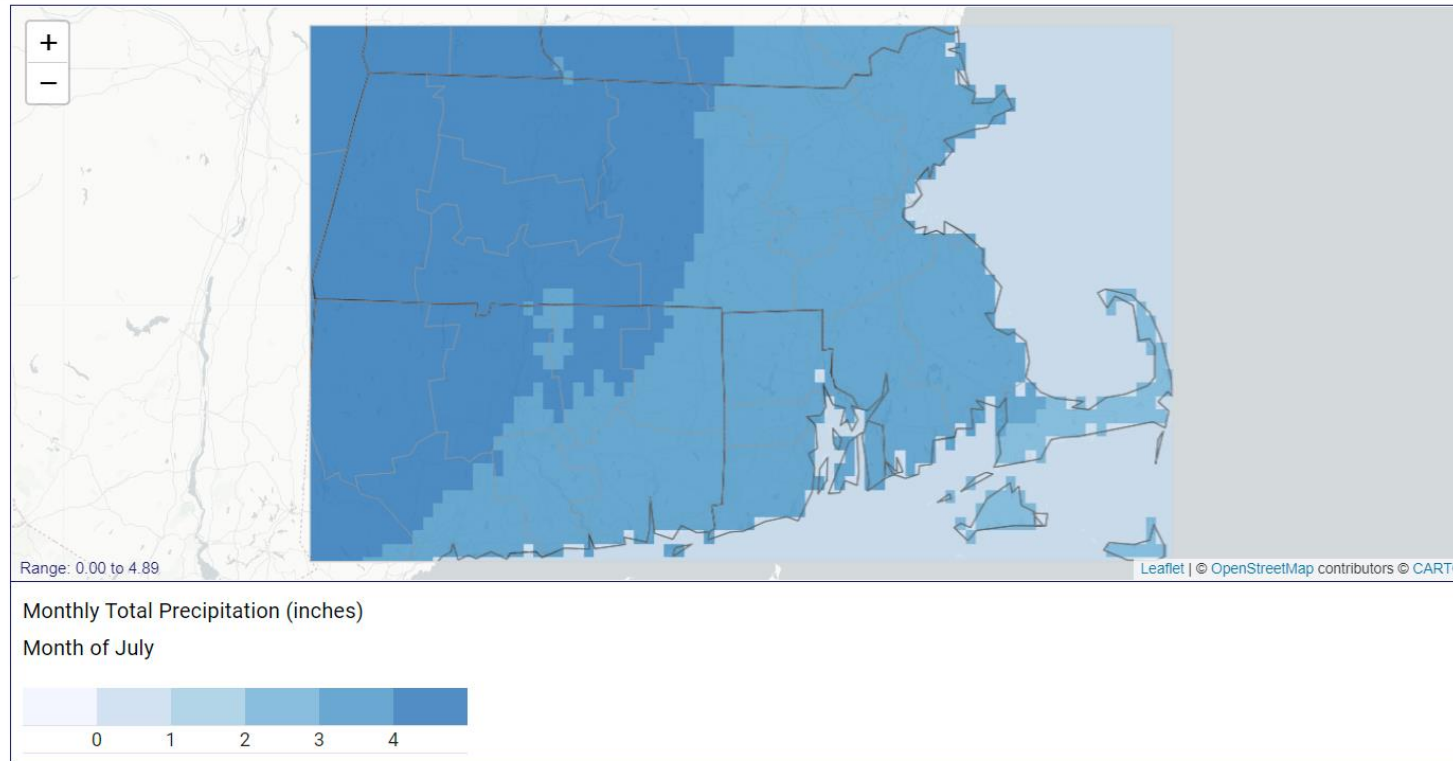 +
−
Range: 0.00 to 4.89
Leaflet | © OpenStreetMap contributors © CART
Monthly Total Precipitation (inches)
Month of July
0 1 2 3 4